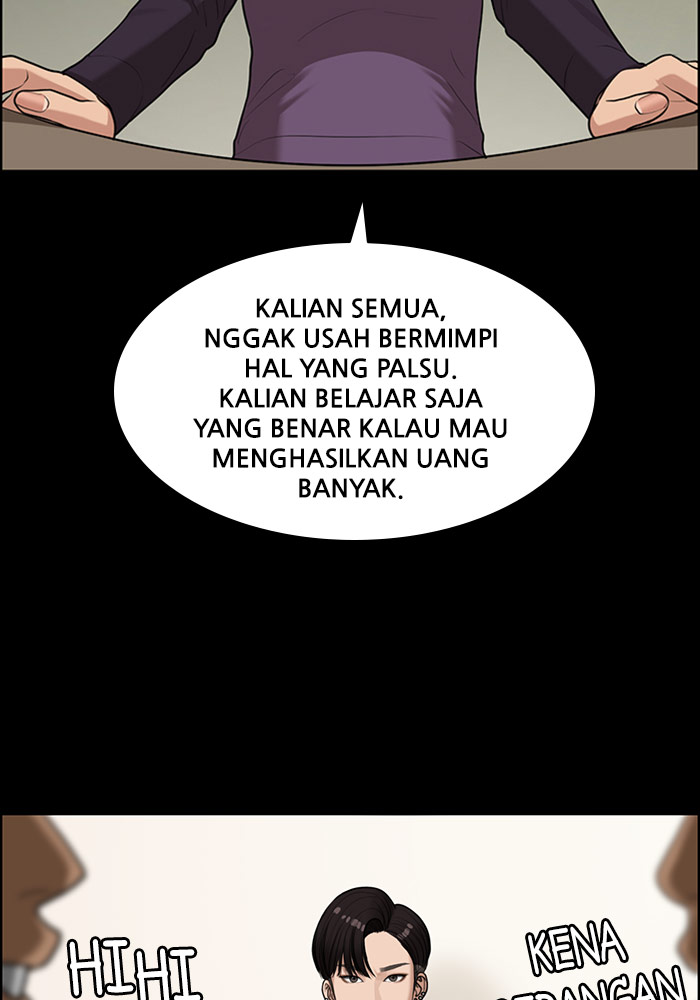 KALIAN SEMUA,
NGGAK USAH BERMIMPI
HAL YANG PALSU.
KALIAN BELAJAR SAJA
YANG BENAR KALAU MAU
MENGHASILKAN UANG
BANYAK.
HIHI
KENA